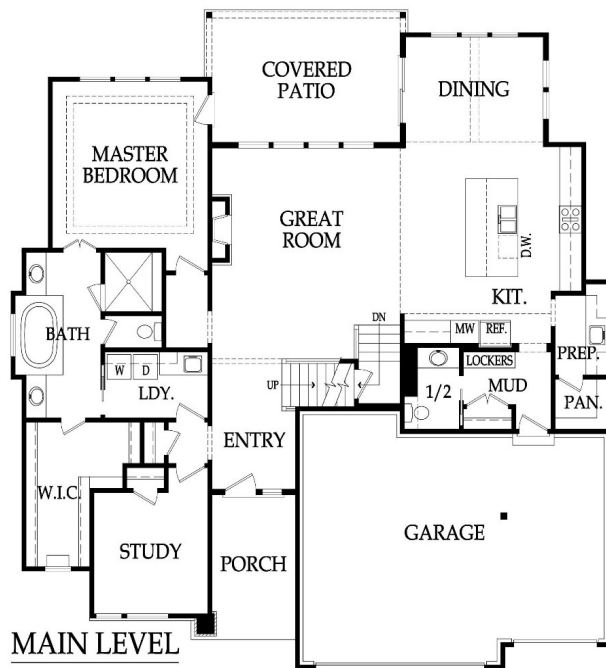 COVERED
PATIO
DINING
MASTER
BEDROOM
GREAT
ROOM
D.W.
KIT.
BATH
DN
MW
REF.
PREP.
W
D
LDY.
UP
1/2
LOCKERS
MUD
PAN.
ENTRY
W.I.C.
STUDY
PORCH
GARAGE
MAIN LEVEL